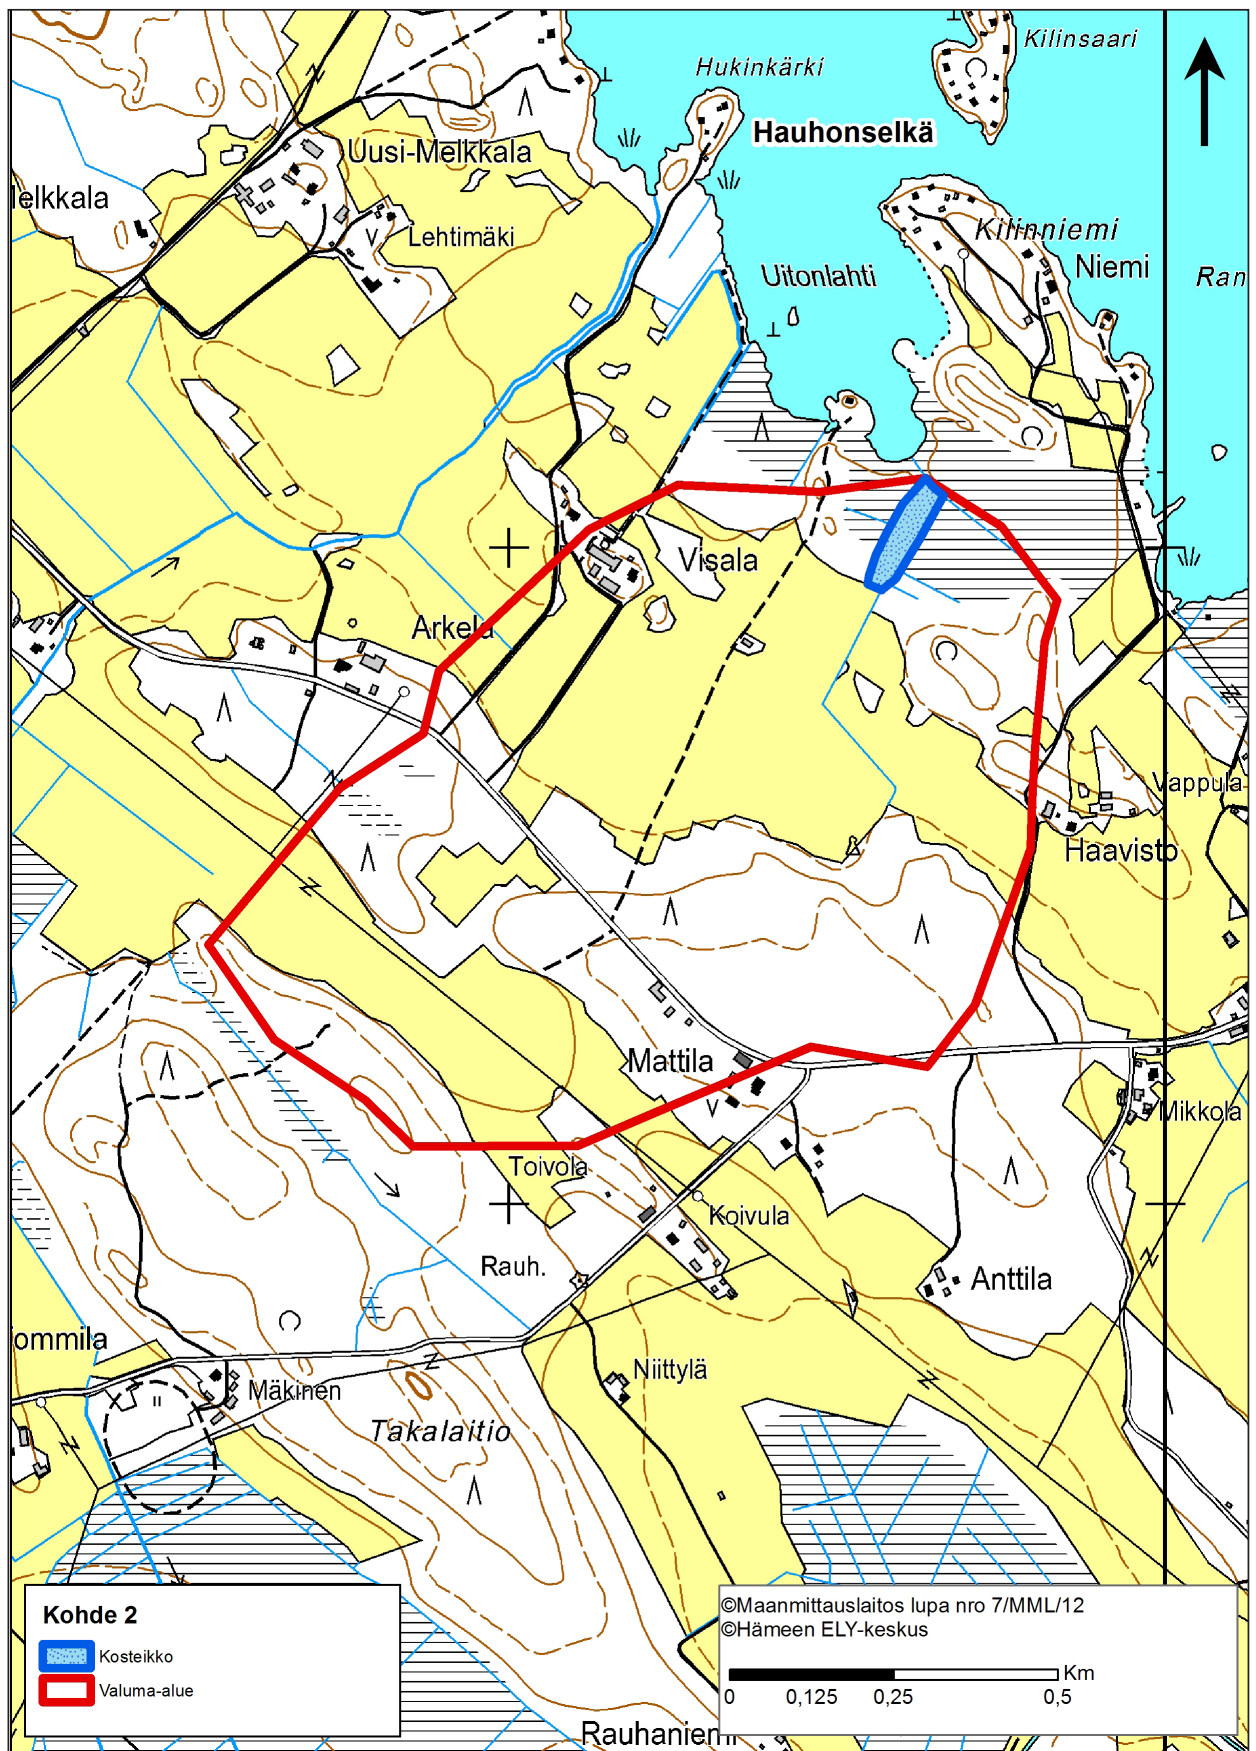 Kilinsaari
Hukinkärki
Hauhonselkä
Uusi-Melkkala
elkkala
Lehtimäki
Kilinniemi
Niemi
Uitonlahti
Ran
Visala
Arkela
Vappula
Haavisto
Mattila
Mikkola
Toivola
Koivula
Rauh.
Anttila
ommila
Niittylä
Mäkinen
Takalaitio
Kohde 2
Kosteikko
Valuma-alue
©Maanmittauslaitos lupa nro 7/MML/12
©Hämeen ELY-keskus
Km
0 0,125 0,25 0,5
Rauhaniem